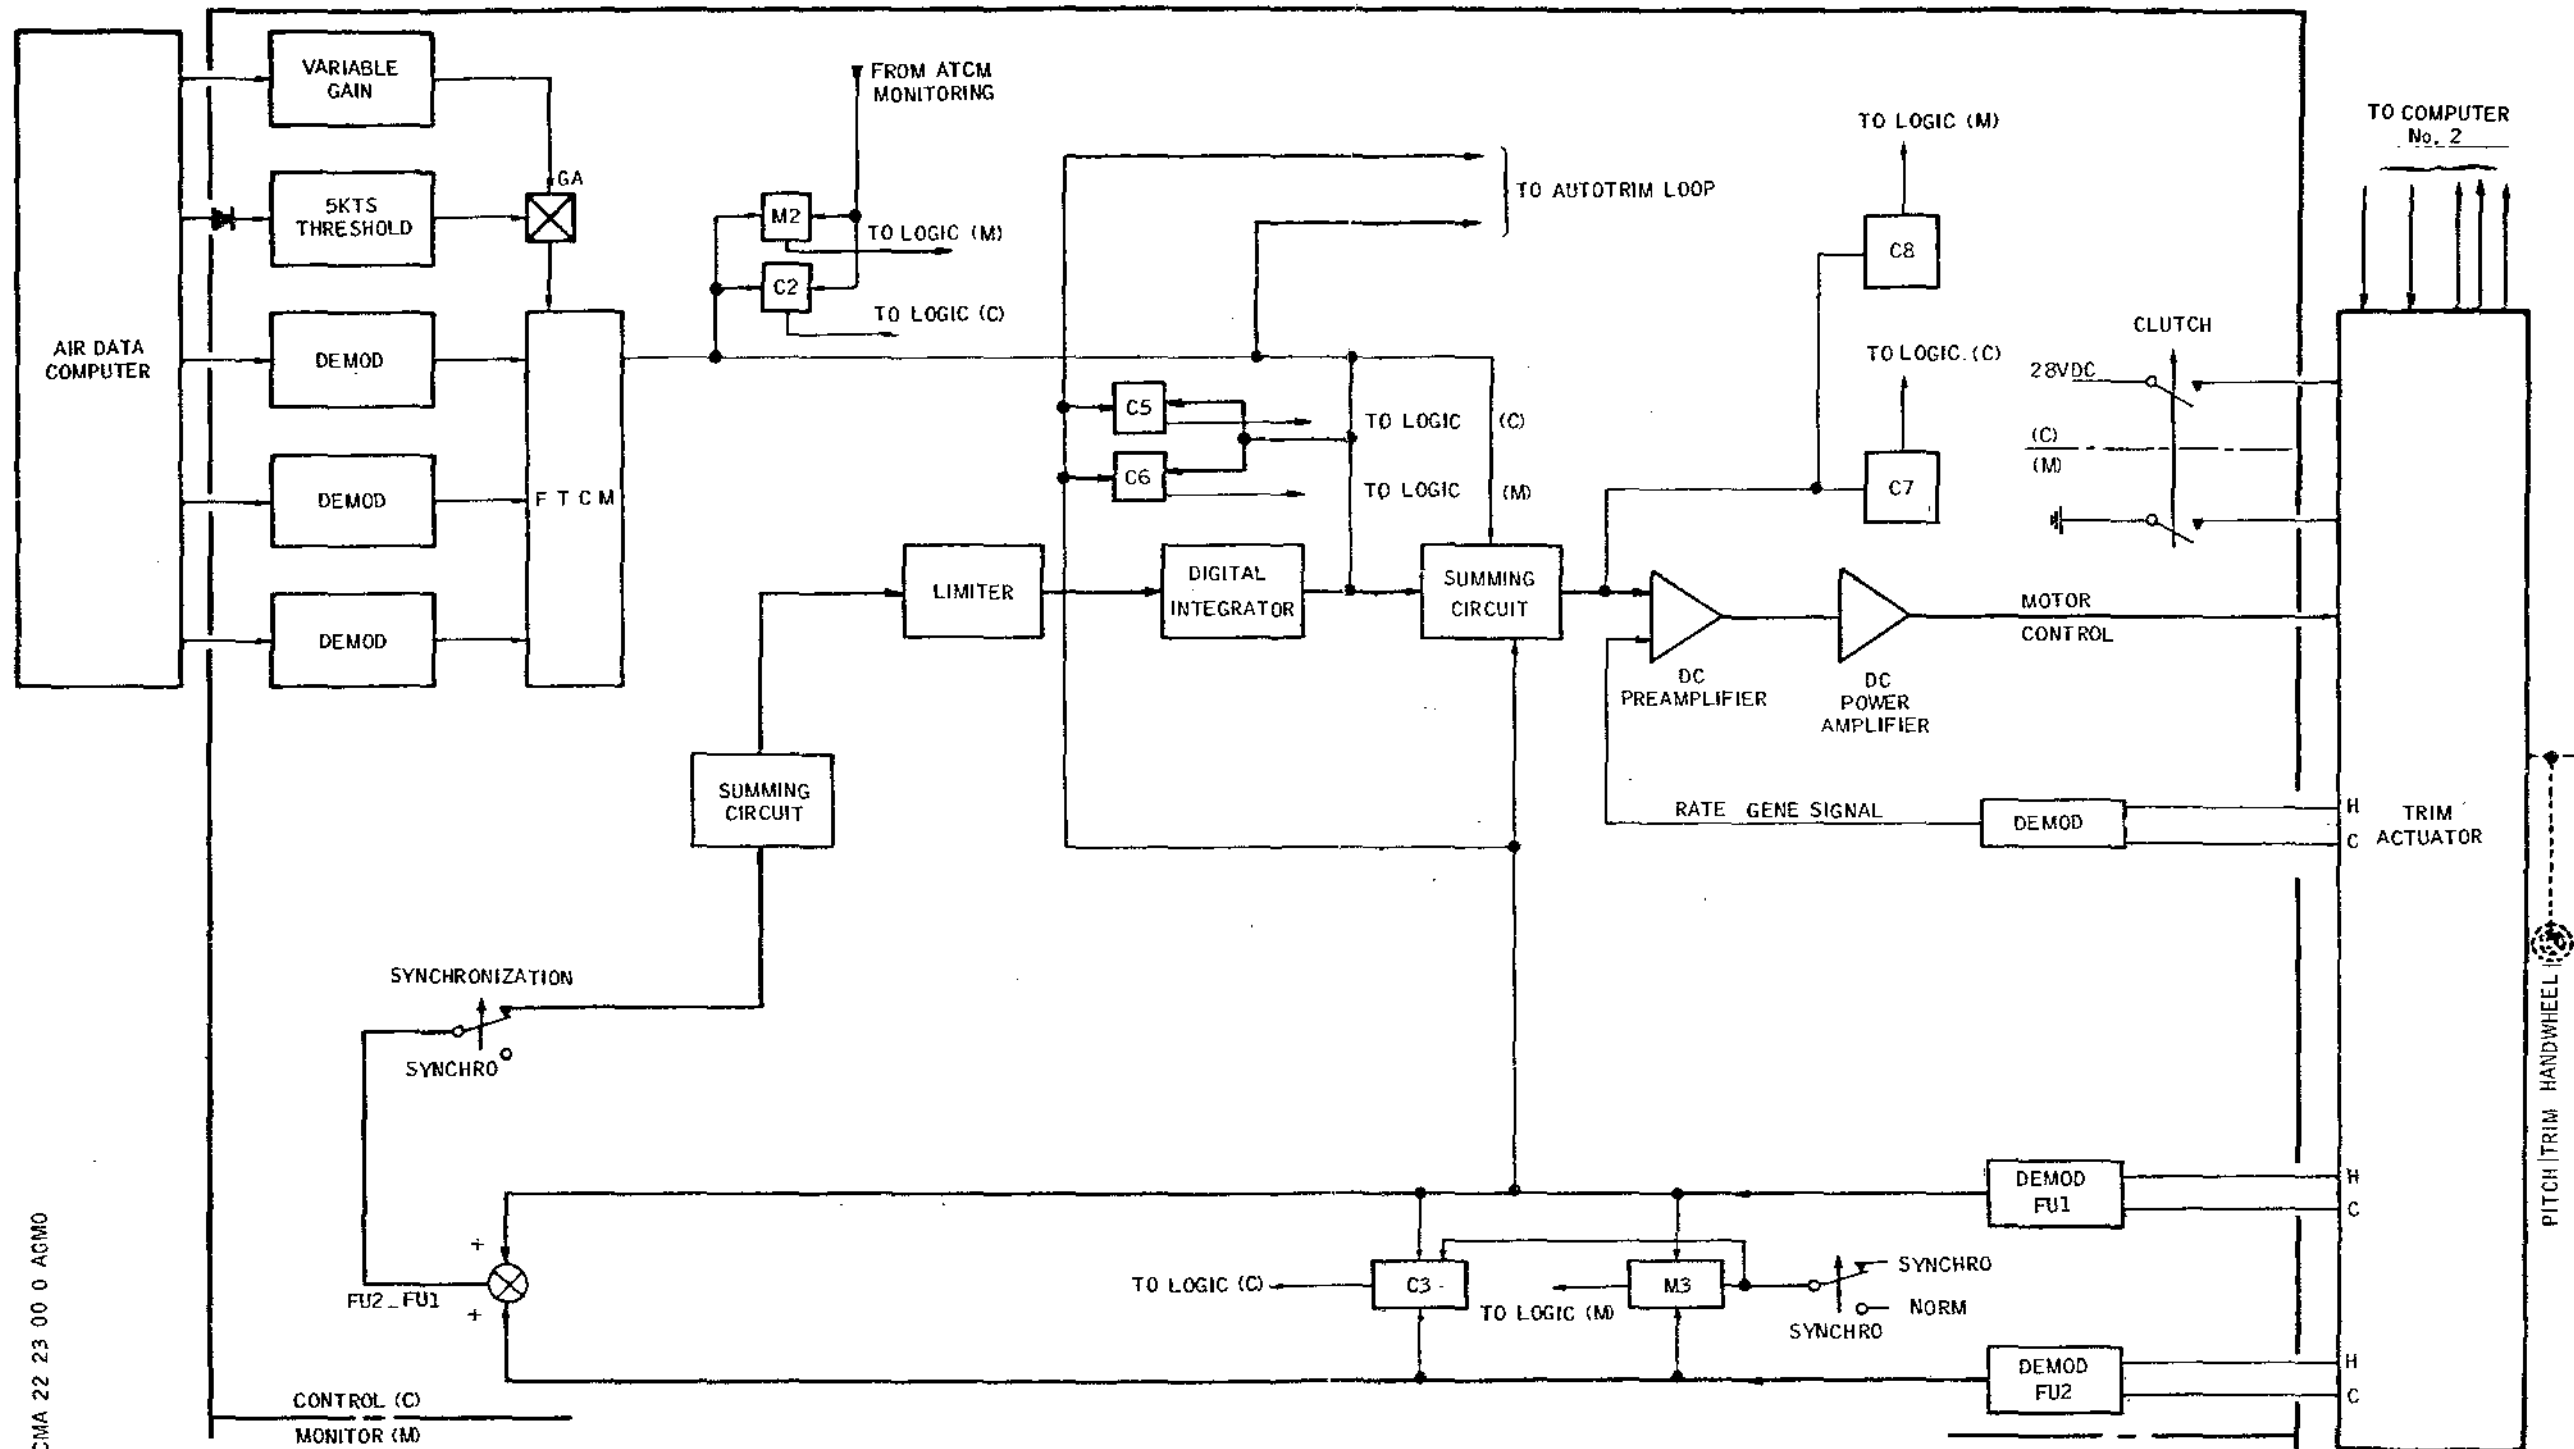 AIR DATA
COMPUTER
VARIABLE
GAIN
5KTS
THRESHOLD
GA
DEMOD
DEMOD
DEMOD
F T C M
FROM ATCM
MONITORING
M2
TO LOGIC (M)
C2
TO LOGIC (C)
TO AUTOTRIM LOOP
C5
TO LOGIC (C)
C6
TO LOGIC (M)
TO LOGIC (M)
C8
TO LOGIC. (C)
C7
TO COMPUTER
No. 2
CLUTCH
28VDC
(C)
(M)
LIMITER
DIGITAL
INTEGRATOR
SUMMING
CIRCUIT
DC
PREAMPLIFIER
DC
POWER
AMPLIFIER
MOTOR
CONTROL
SUMMING
CIRCUIT
RATE GENE SIGNAL
DEMOD
H
C
TRIM
ACTUATOR
PITCH TRIM HANDWHEEL
SYNCHRONIZATION
SYNCHRO
DEMOD
FU1
H
C
+
+
FU2_FU1
TO LOGIC (C)
C3
TO LOGIC (M)
M3
SYNCHRO
NORM
SYNCHRO
DEMOD
FU2
H
C
CONTROL (C)
MONITOR (M)
CMA 22 23 00 0 AGM0